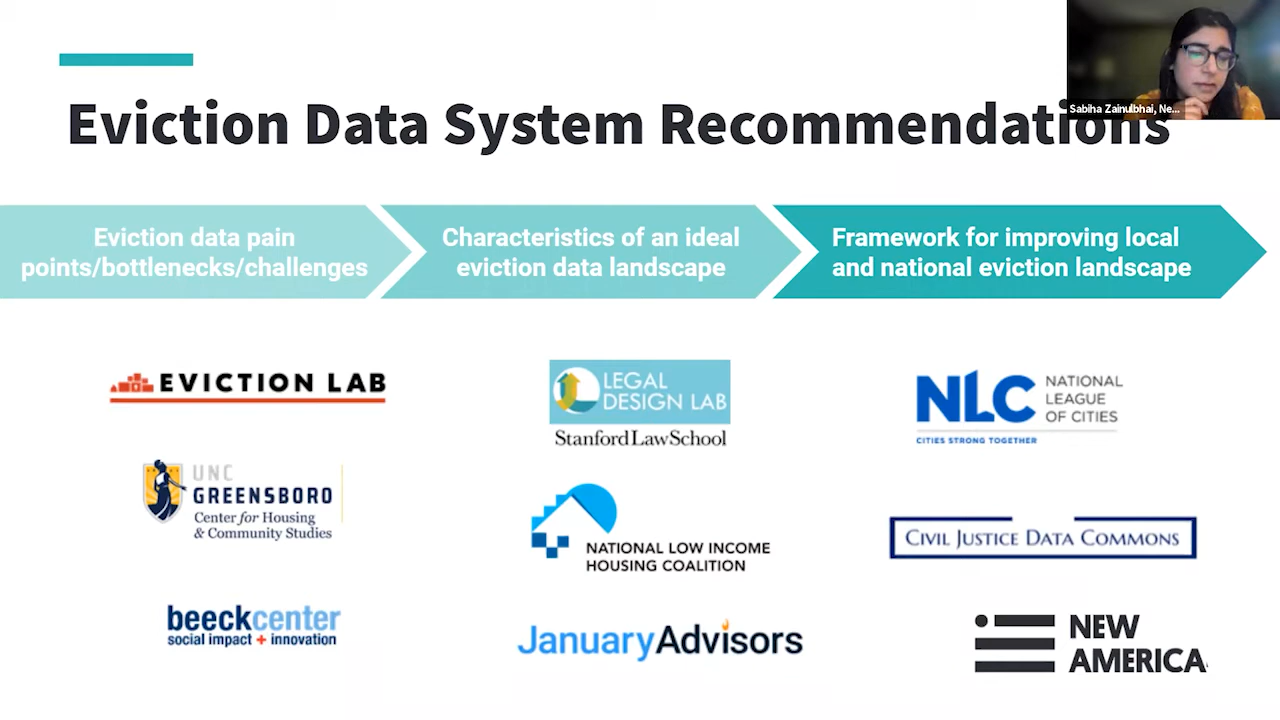 Sabiha Zainulbhai, Ne...
Eviction Data System Recommendations
Eviction data pain
points/bottlenecks/challenges
Characteristics of an ideal
eviction data landscape
Framework for improving local
and national eviction landscape
EVICTION LAB
LEGAL
DESIGN LAB
StanfordLawSchool
NLC
NATIONAL
LEAGUE
OF CITIES
CITIES STRONG TOGETHER
UNC
GREENSBORO
Center for Housing
& Community Studies
NATIONAL LOW INCOME
HOUSING COALITION
CIVIL JUSTICE DATA COMMONS
beeckcenter
social impact + innovation
JanuaryAdvisors
NEW
AMERICA